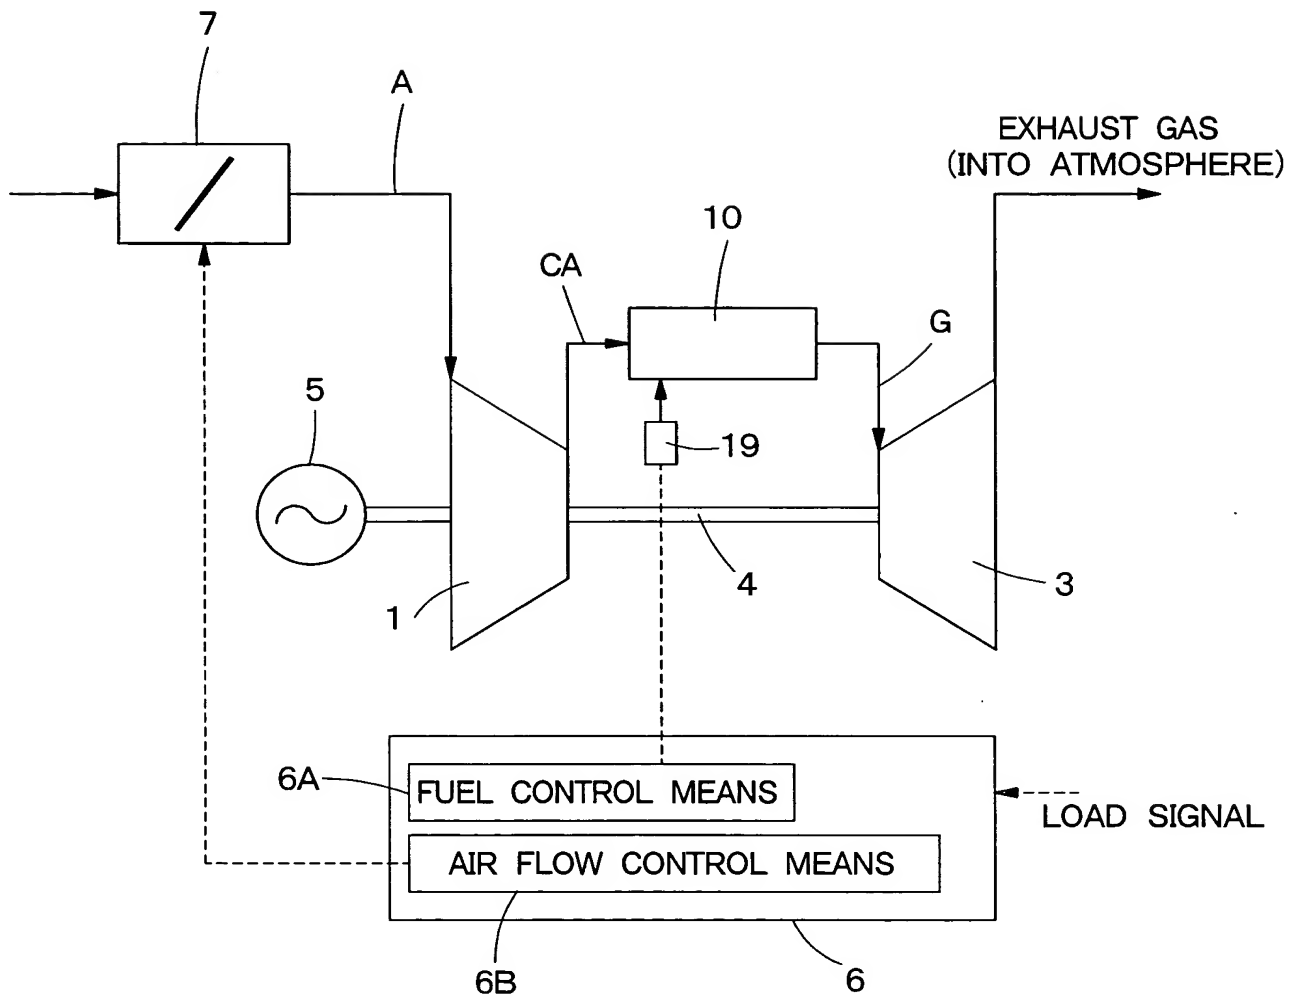 7
A
EXHAUST GAS
(INTO ATMOSPHERE)
10
CA
G
5
19
1
4
3
6A
FUEL CONTROL MEANS
LOAD SIGNAL
AIR FLOW CONTROL MEANS
6B
6